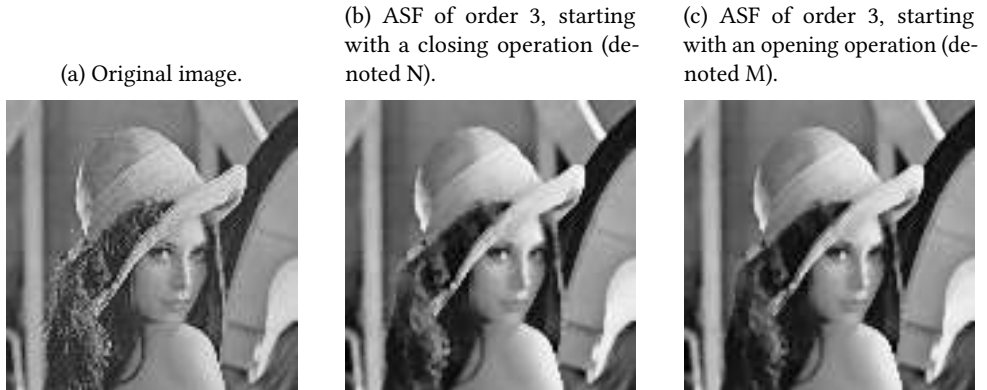 (a) Original image.
(b) ASF of order 3, starting
with a closing operation (de-
noted N).
(c) ASF of order 3, starting
with an opening operation (de-
noted M).